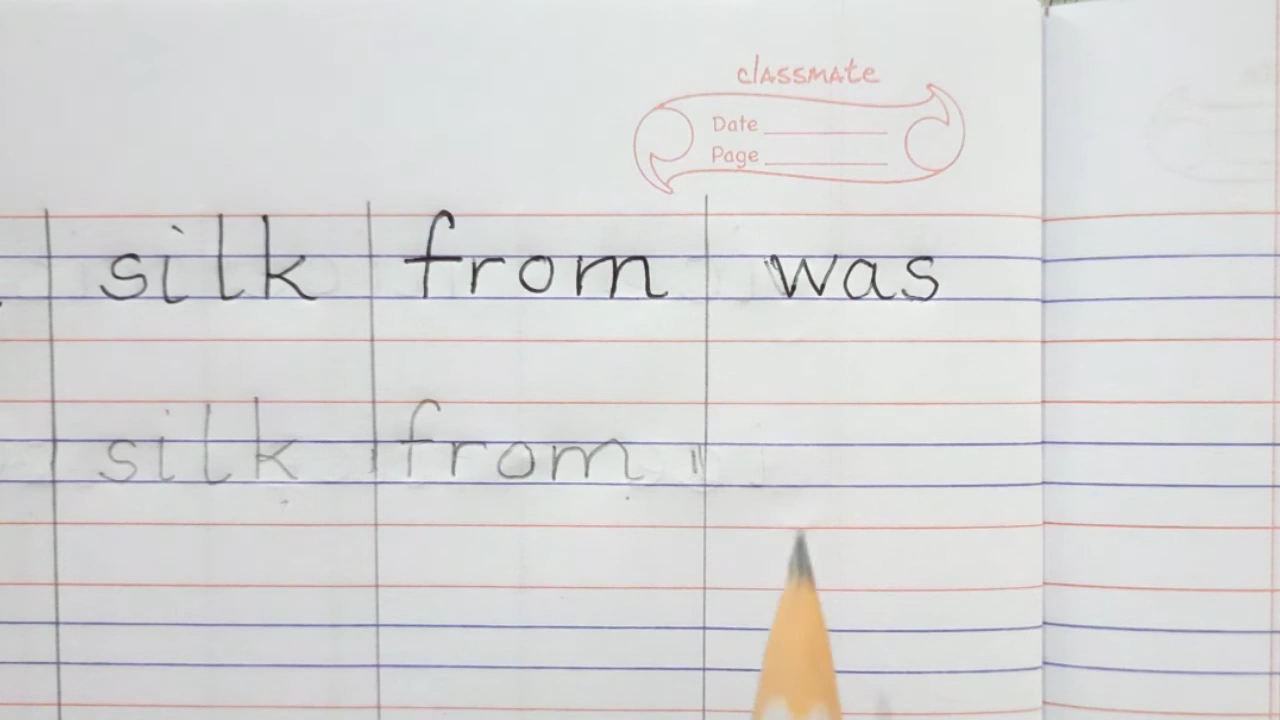 classmate
Date
Page
silk from was
silk from